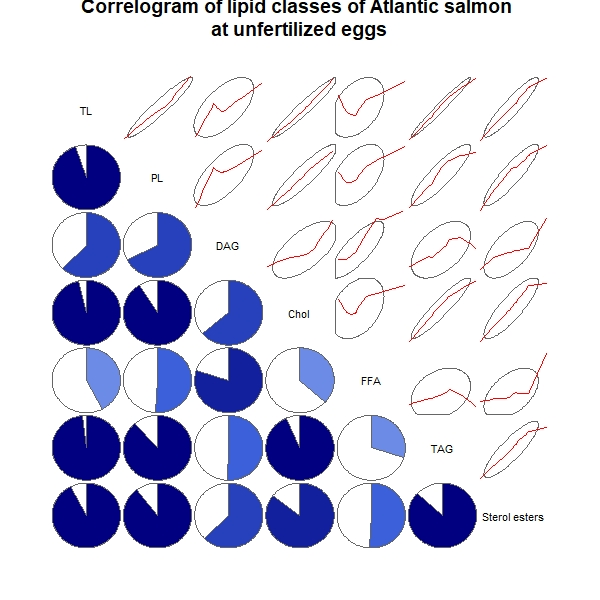 Correlogram of lipid classes of Atlantic salmon
at unfertilized eggs
TL
PL
DAG
Chol
FFA
TAG
Sterol esters